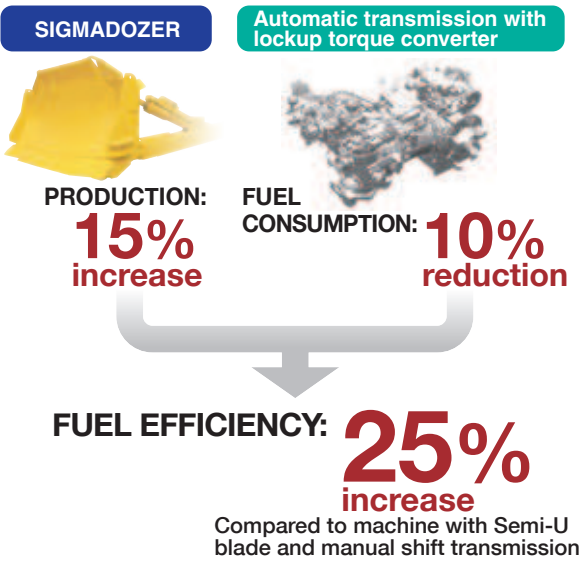 SIGMADOZER
Automatic transmission with
lockup torque converter
PRODUCTION:
15%
increase
FUEL
CONSUMPTION:
10%
reduction
FUEL EFFICIENCY:
25%
increase
Compared to machine with Semi-U
blade and manual shift transmission